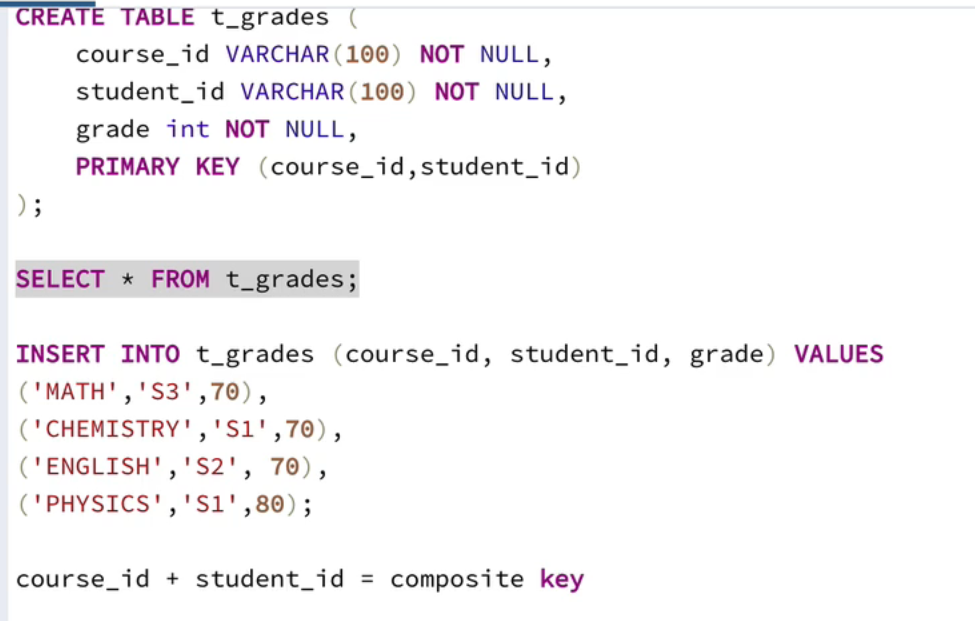 CREATE TABLE t_grades (
    course_id VARCHAR(100) NOT NULL,
    student_id VARCHAR(100) NOT NULL,
    grade int NOT NULL,
    PRIMARY KEY (course_id,student_id)
);
SELECT * FROM t_grades;
INSERT INTO t_grades (course_id, student_id, grade) VALUES
('MATH','S3',70),
('CHEMISTRY','S1',70),
('ENGLISH','S2', 70),
('PHYSICS','S1',80);
course_id + student_id = composite key